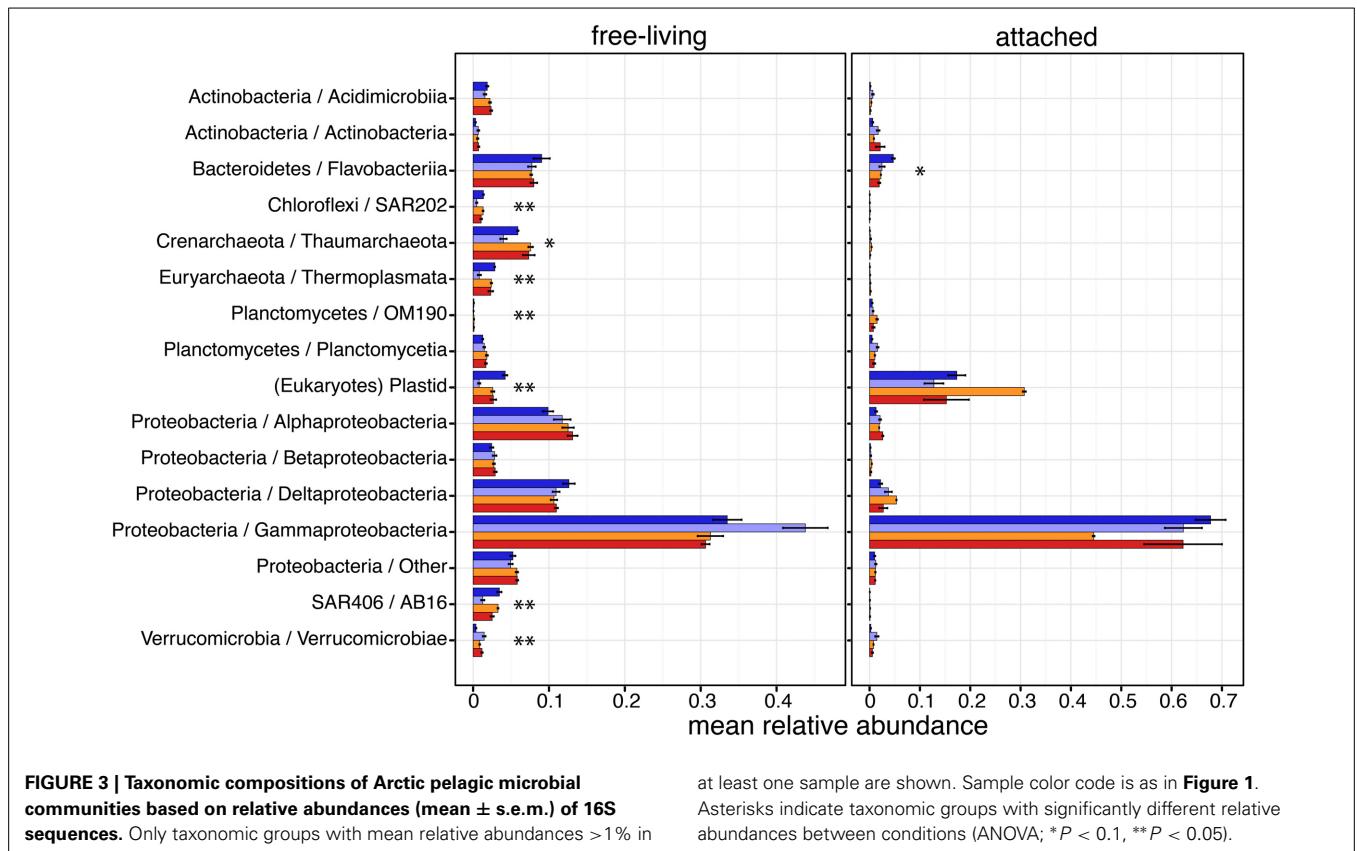 free-living
attached
Actinobacteria / Acidimicrobiia
Actinobacteria / Actinobacteria
Bacteroidetes / Flavobacteriia
*
Chloroflexi / SAR202
**
Crenarchaeota / Thaumarchaeota
*
Euryarchaeota / Thermoplasmata
**
Planctomycetes / OM190
**
Planctomycetes / Planctomycetia
(Eukaryotes) Plastid
**
Proteobacteria / Alphaproteobacteria
Proteobacteria / Betaproteobacteria
Proteobacteria / Deltaproteobacteria
Proteobacteria / Gammaproteobacteria
Proteobacteria / Other
SAR406 / AB16
**
Verrucomicrobia / Verrucomicrobiae
**
0 0.1 0.2 0.3 0.4
0 0.1 0.2 0.3 0.4 0.5 0.6 0.7
mean relative abundance
FIGURE 3 | Taxonomic compositions of Arctic pelagic microbial
communities based on relative abundances (mean ± s.e.m.) of 16S
sequences. Only taxonomic groups with mean relative abundances >1% in
at least one sample are shown. Sample color code is as in Figure 1.
Asterisks indicate taxonomic groups with significantly different relative
abundances between conditions (ANOVA; *P < 0.1, **P < 0.05).